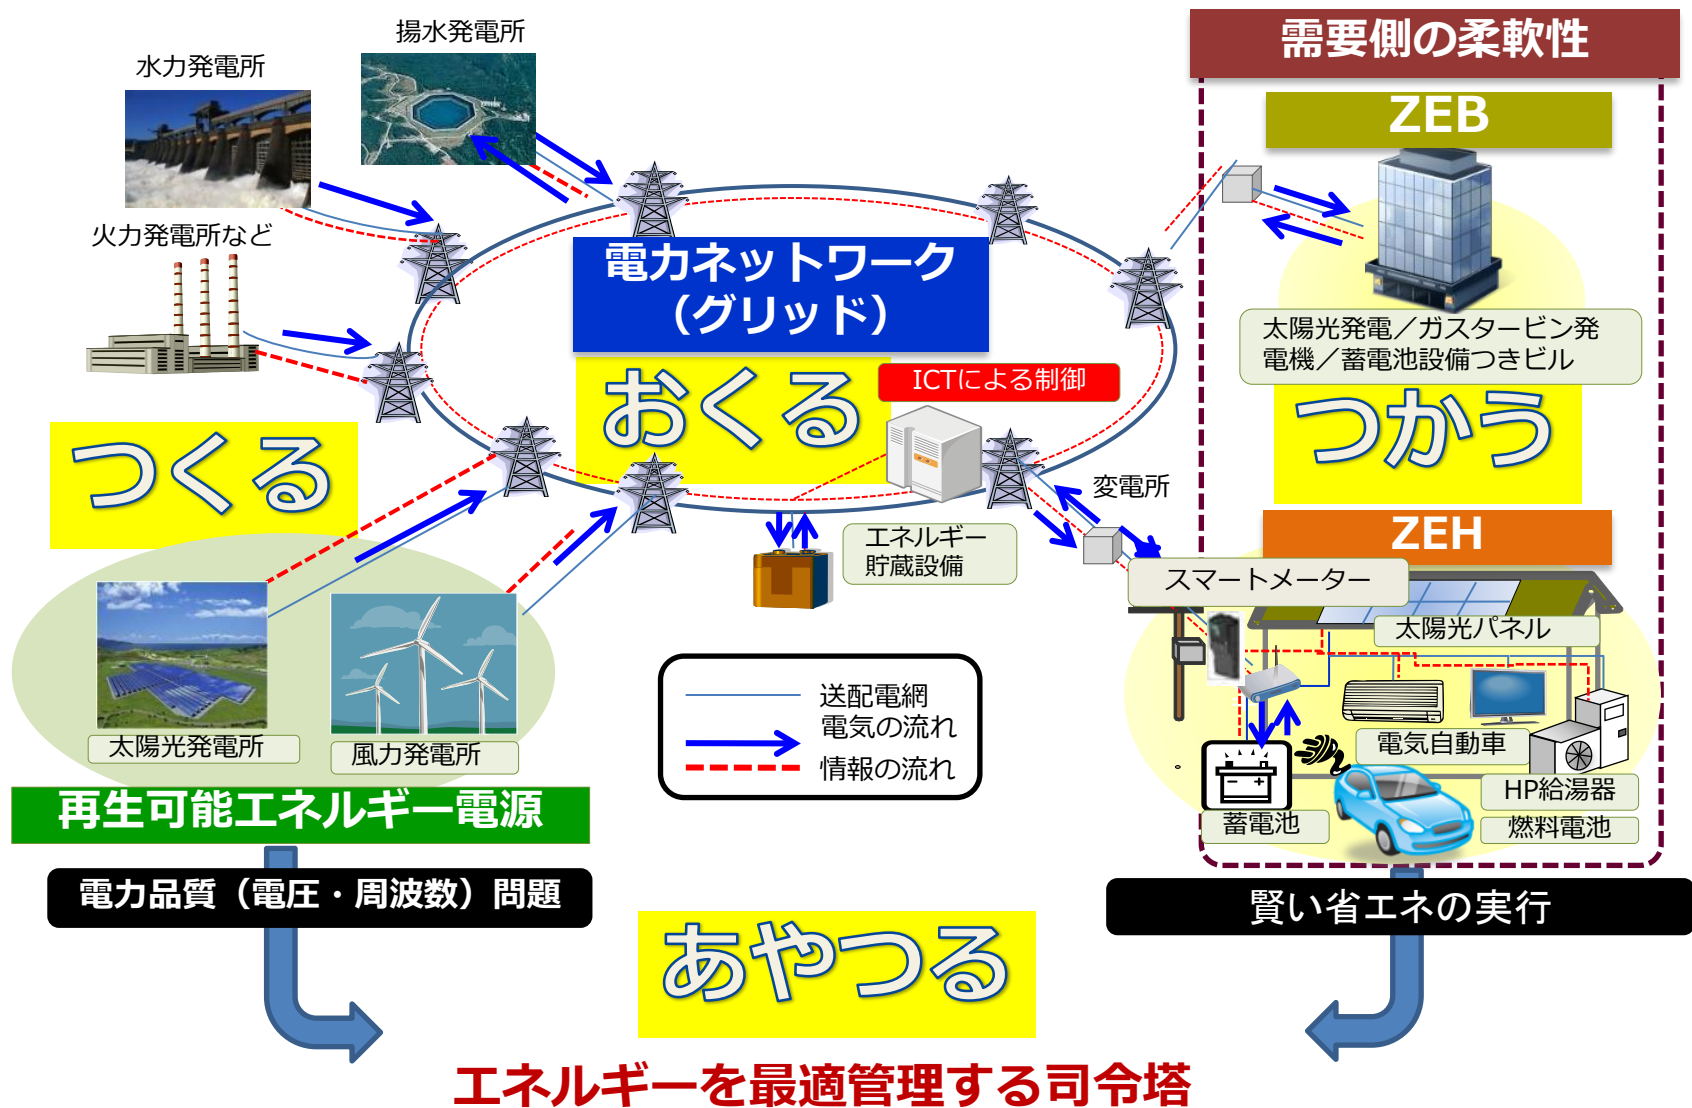 揚水発電所
水力発電所
火力発電所など
電力ネットワーク
(グリッド)
おくる
ICTによる制御
つくる
変電所
エネルギー
貯蔵設備
太陽光発電所
風力発電所
再生可能エネルギー電源
電力品質(電圧・周波数)問題
送配電網
電気の流れ
情報の流れ
需要側の柔軟性
ZEB
太陽光発電/ガスタービン発
電機/蓄電池設備つきビル
つかう
ZEH
スマートメーター
太陽光パネル
電気自動車
HP給湯器
蓄電池
燃料電池
賢い省エネの実行
あやつる
エネルギーを最適管理する司令塔